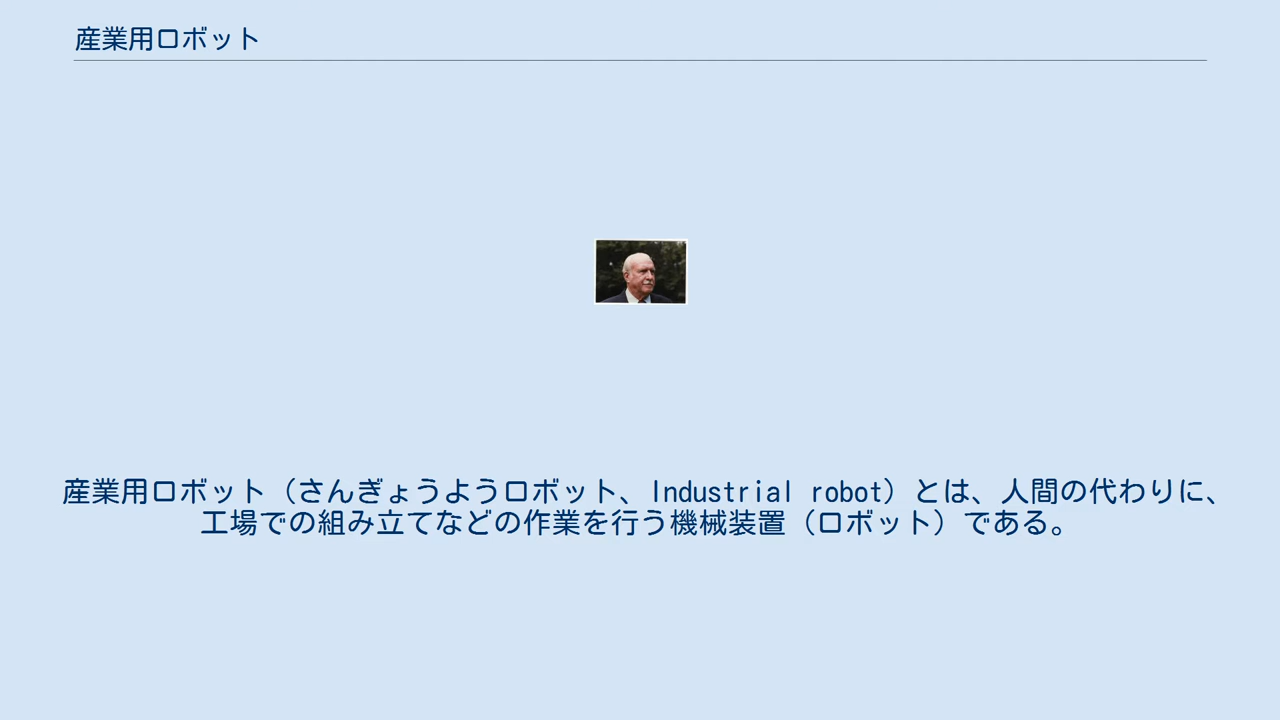 産業用ロボット
産業用ロボット（さんぎょうようロボット、Industrial robot）とは、人間の代わりに、
工場での組み立てなどの作業を行う機械装置（ロボット）である。